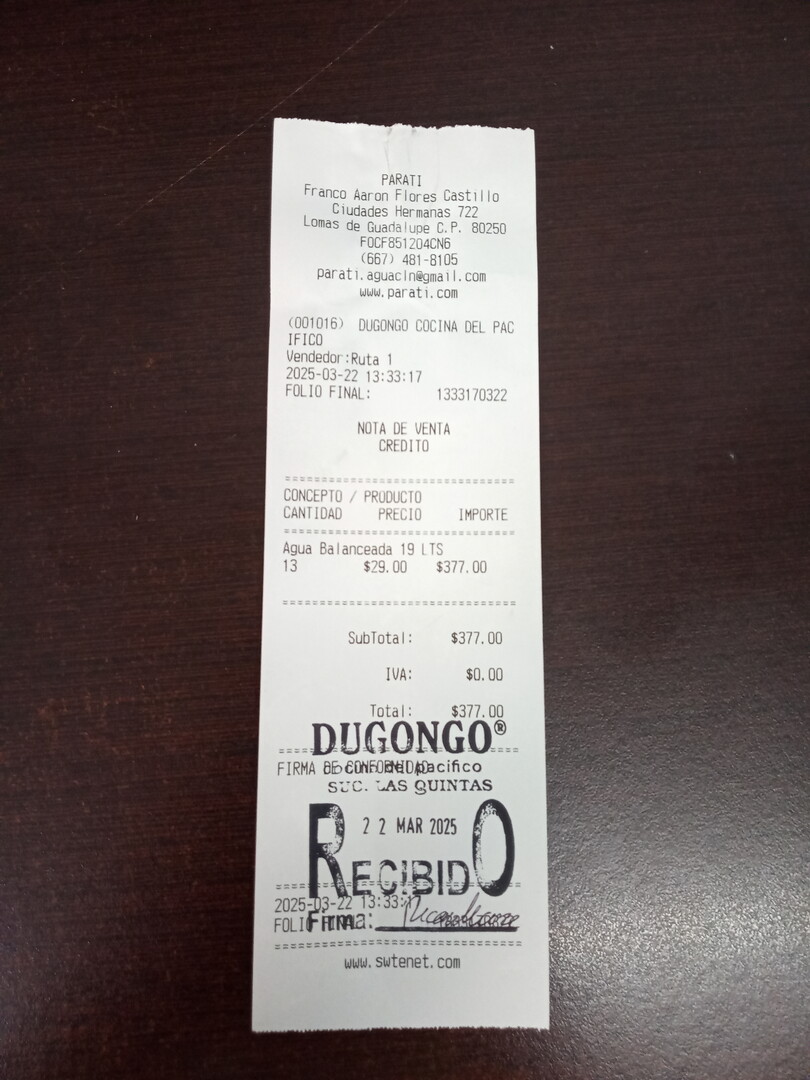 PARATI
Franco Aaron Flores Castillo
Ciudades Hermanas 722
Lomas de Guadalupe C.P. 80250
FOCF851204CN6
(667) 481-8105
parati.aguacln@gmail.com
www.parati.com
(001016) DUGONGO COCINA DEL PAC
IFICO
Vendedor:Ruta 1
2025-03-22 13:33:17
FOLIO FINAL: 1333170322
NOTA DE VENTA
CREDITO
CONCEPTO / PRODUCTO
CANTIDAD PRECIO IMPORTE
Agua Balanceada 19 LTS
13 $29.00 $377.00
SubTotal: $377.00
IVA: $0.00
Total: $377.00
DUGONGO®
FIRMA DE CONFORMIDAD
cocina del pacifico
SUC. LAS QUINTAS
22 MAR 2025
RECIBIDO
2025-03-22 13:33:17
Firma:
www.swtenet.com